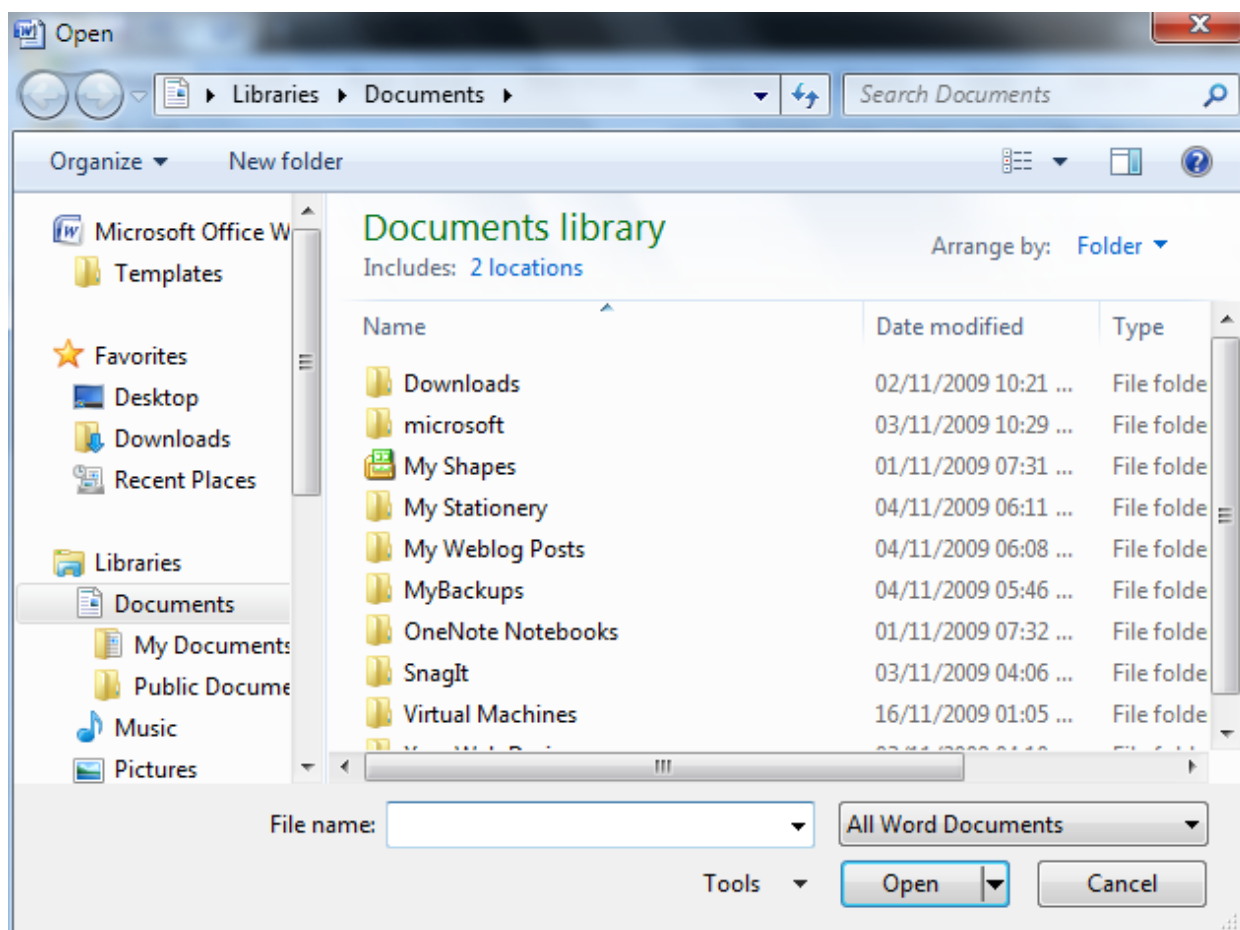 Open
Libraries Documents
Search Documents
Organize New folder
Microsoft Office W
Templates
Favorites
Desktop
Downloads
Recent Places
Libraries
Documents
My Documents
Public Docume
Music
Pictures
Documents library
Includes: 2 locations
Arrange by: Folder
Name Date modified Type
Downloads 02/11/2009 10:21 ... File folde
microsoft 03/11/2009 10:29 ... File folde
My Shapes 01/11/2009 07:31 ... File folde
My Stationery 04/11/2009 06:11 ... File folde
My Weblog Posts 04/11/2009 06:08 ... File folde
MyBackups 04/11/2009 05:46 ... File folde
OneNote Notebooks 01/11/2009 07:32 ... File folde
SnagIt 03/11/2009 04:06 ... File folde
Virtual Machines 16/11/2009 01:05 ... File folde
File name:
All Word Documents
Tools Open Cancel